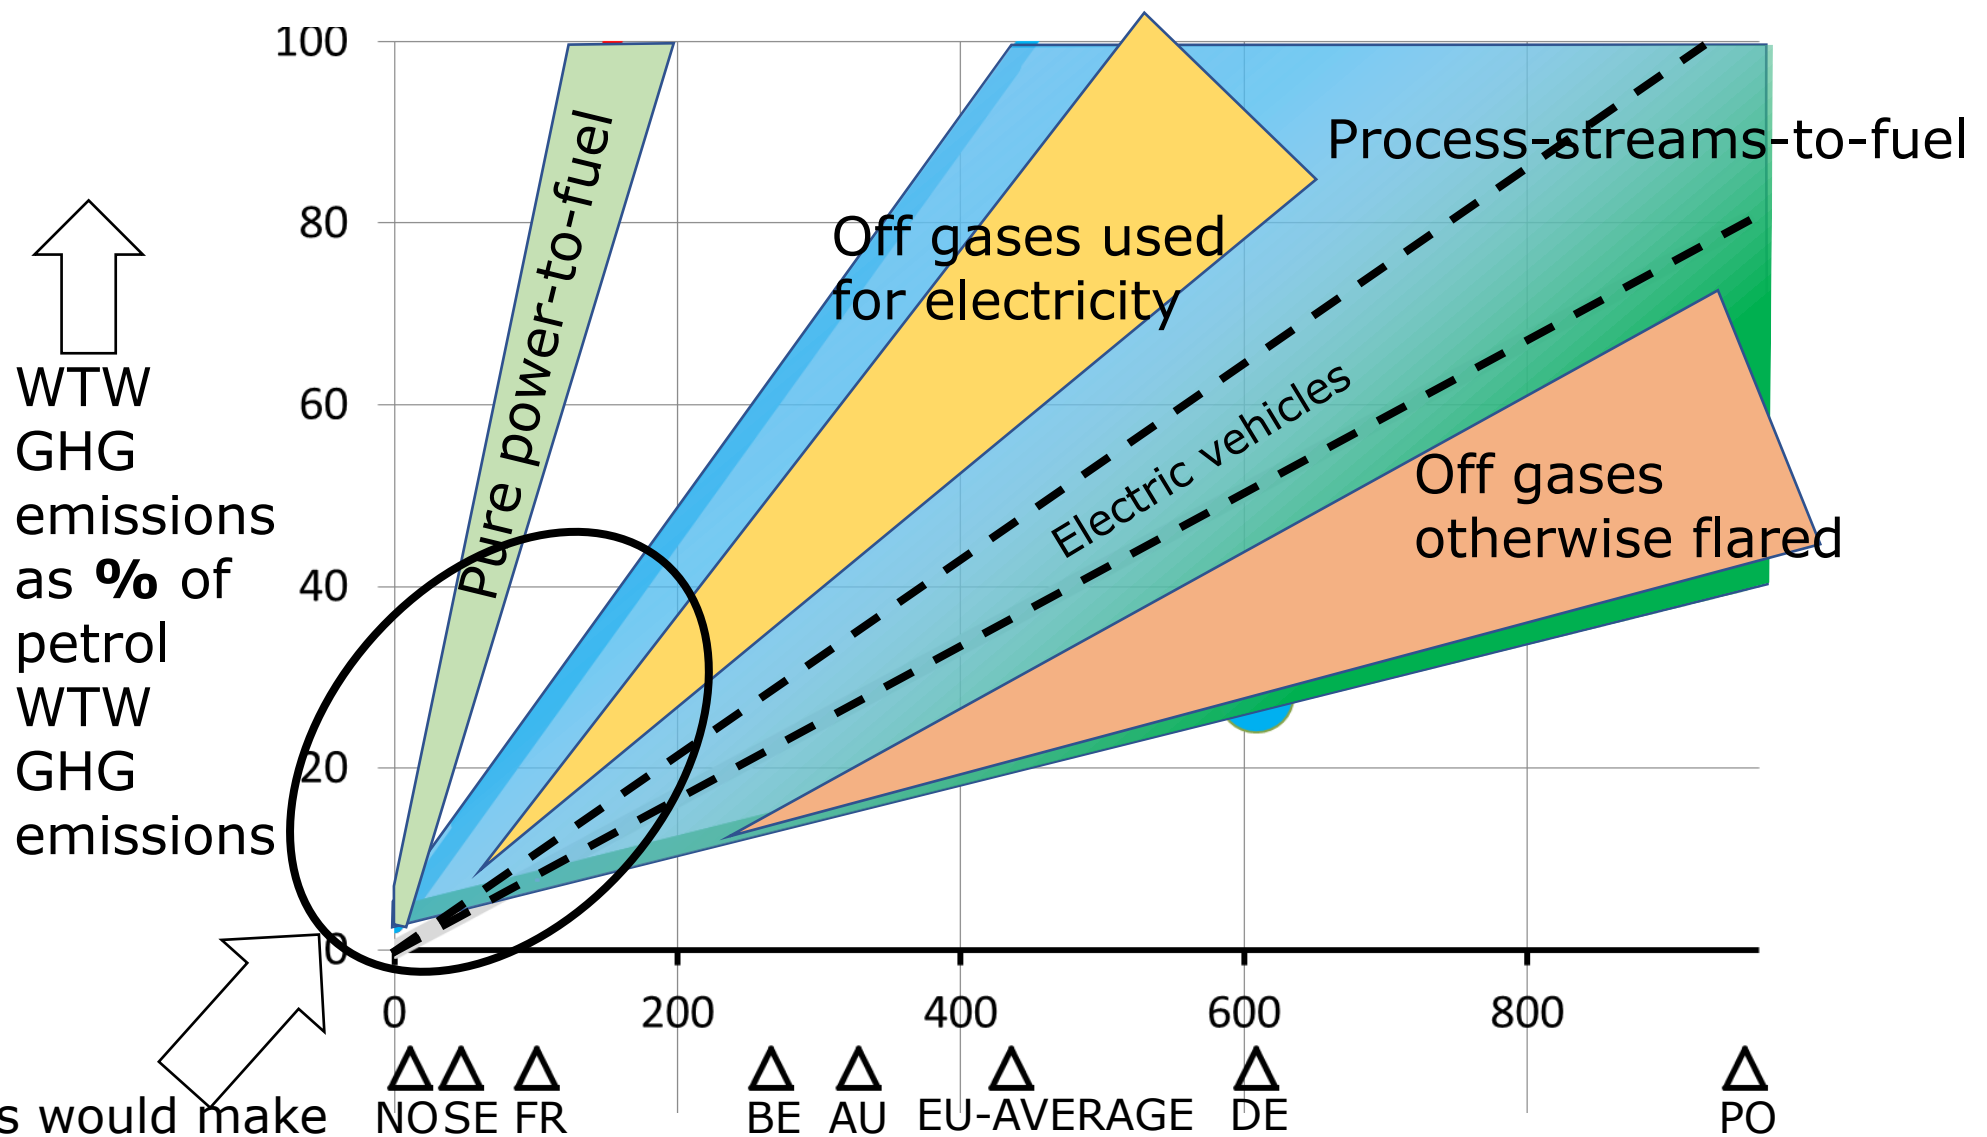 100
80
60
40
20
0
WTW
GHG
emissions
as % of
petrol
WTW
GHG
emissions
Pure power-to-fuel
Off gases used
for electricity
Process-streams-to-fuel
Electric vehicles
Off gases
otherwise flared
0 200 400 600 800
s would make
NO SE FR BE AU EU-AVERAGE DE PO